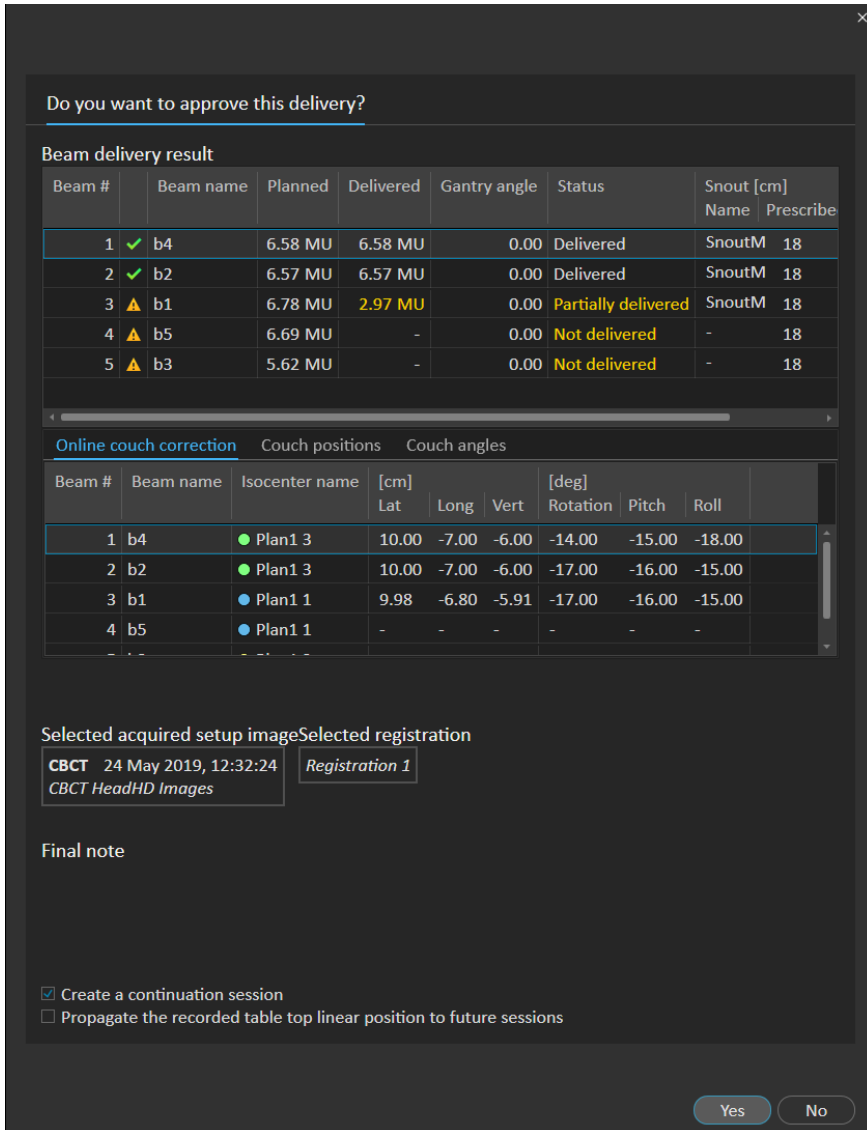 ×
Do you want to approve this delivery?
Beam delivery result
Beam # Beam name Planned Delivered Gantry angle Status Snout [cm]
Name Prescribe
1 b4 6.58 MU 6.58 MU 0.00 Delivered SnoutM 18
2 b2 6.57 MU 6.57 MU 0.00 Delivered SnoutM 18
3 b1 6.78 MU 2.97 MU 0.00 Partially delivered SnoutM 18
4 b5 6.69 MU - 0.00 Not delivered - 18
5 b3 5.62 MU - 0.00 Not delivered - 18
Online couch correction Couch positions Couch angles
Beam # Beam name Isocenter name [cm] [deg]
Lat Long Vert Rotation Pitch Roll
1 b4 Plan1 3 10.00 -7.00 -6.00 -14.00 -15.00 -18.00
2 b2 Plan1 3 10.00 -7.00 -6.00 -17.00 -16.00 -15.00
3 b1 Plan1 1 9.98 -6.80 -5.91 -17.00 -16.00 -15.00
4 b5 Plan1 1 - - - - - -
Selected acquired setup imageSelected registration
CBCT 24 May 2019, 12:32:24 Registration 1
CBCT HeadHD Images
Final note
Create a continuation session
Propagate the recorded table top linear position to future sessions
Yes No